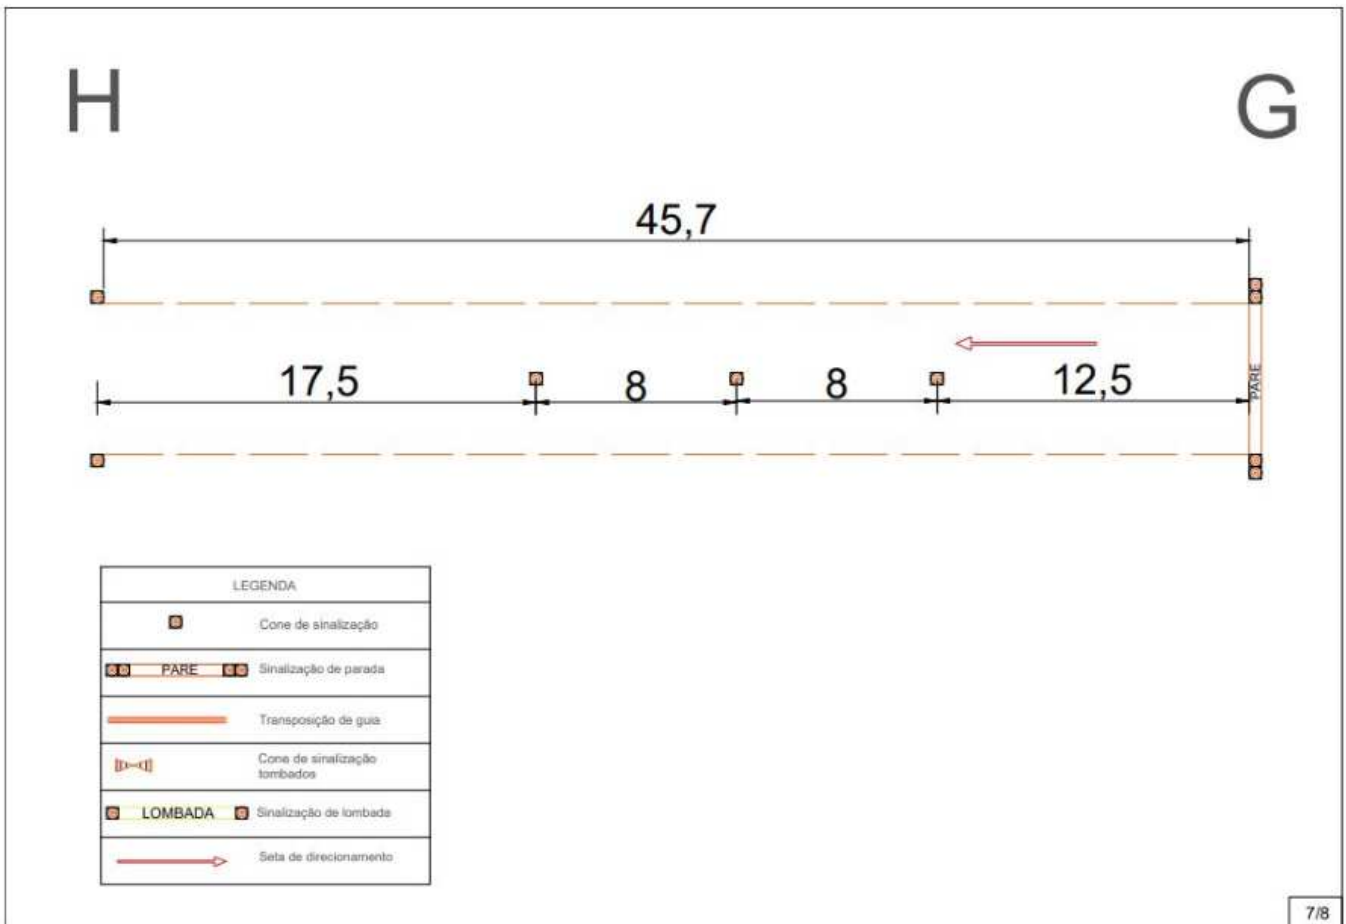 H
G
45,7
17,5
8
8
12,5
PARE
LEGENDA
Cone de sinalização
PARE
Sinalização de parada
Transposição de guia
Cone de sinalização
tombados
LOMBADA
Sinalização de lombada
Seta de direcionamento
7/8